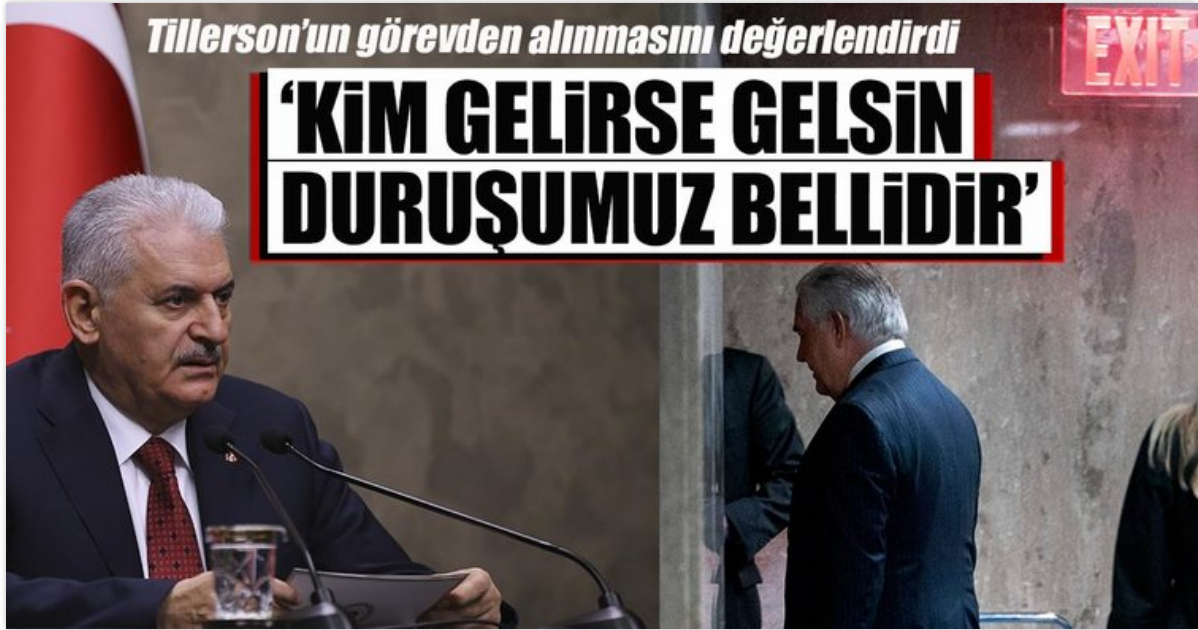 Tillerson'un görevden alınmasını değerlendirdi
EXIT
‘KİM GELİRSE GELSİN
DURUŞUMUZ BELLİDİR’